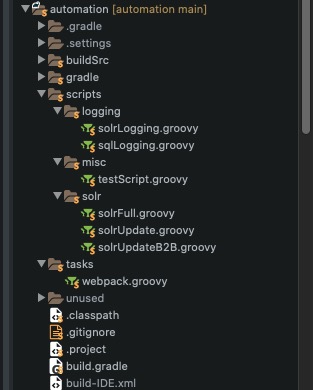 automation [automation main]
.gradle
.settings
buildSrc
gradle
scripts
logging
solrLogging.groovy
sqlLogging.groovy
misc
testScript.groovy
solr
solrFull.groovy
solrUpdate.groovy
solrUpdateB2B.groovy
tasks
webpack.groovy
unused
.classpath
.gitignore
.project
build.gradle
build-IDE.xml